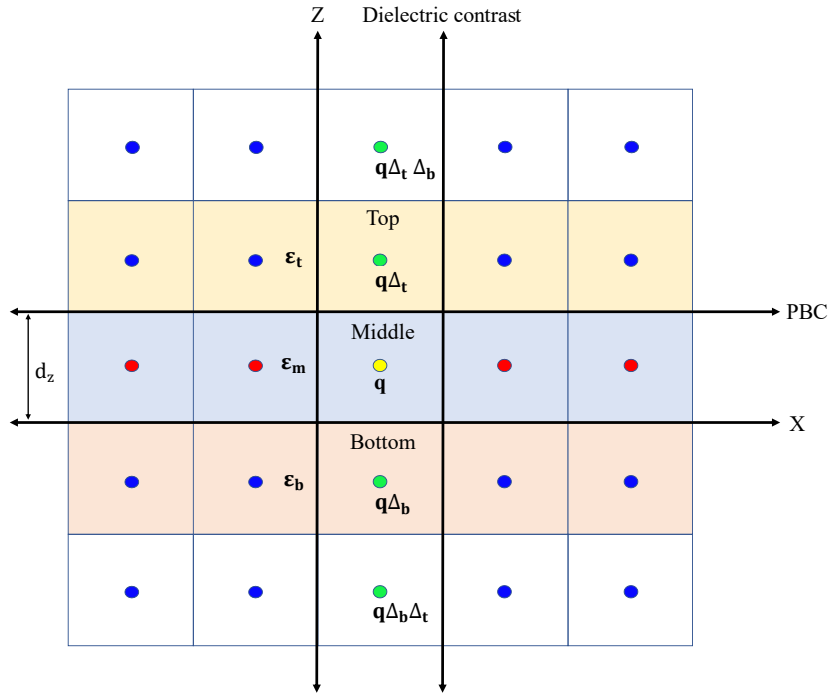 Z
Dielectric contrast
qΔt Δb
Top
εt
qΔt
PBC
Middle
dz
εm
q
X
Bottom
εb
qΔb
qΔbΔt